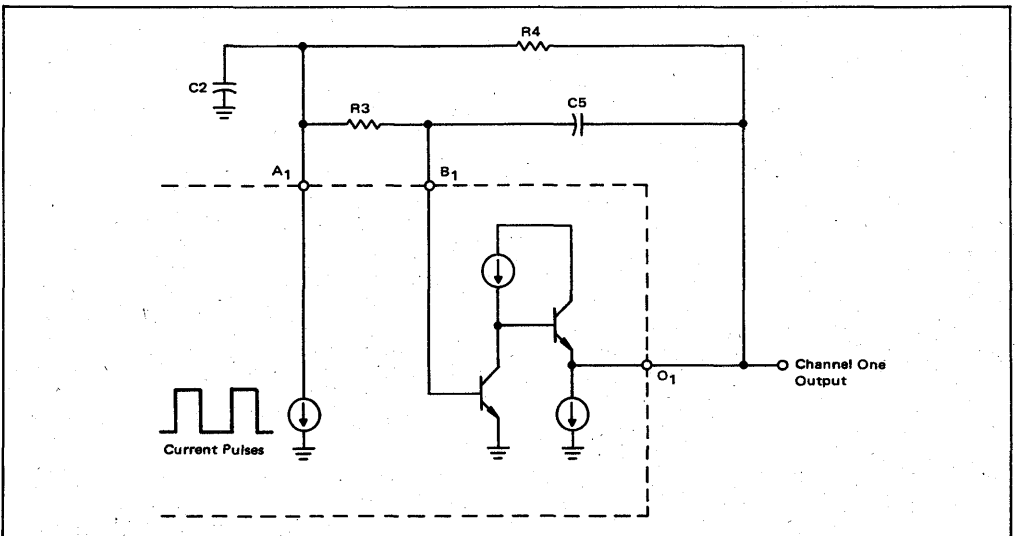 R4
C2
R3
C5
A1
B1
O1
Channel One
Output
Current Pulses